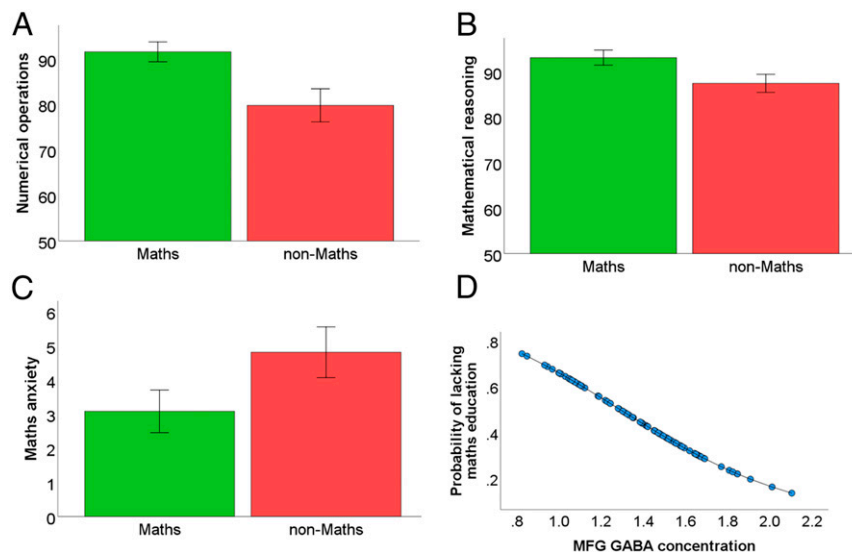 A
Numerical operations
90
80
70
60
50
Maths
non-Maths
B
Mathematical reasoning
90
80
70
60
50
Maths
non-Maths
C
Maths anxiety
6
5
4
3
2
1
0
Maths
non-Maths
D
Probability of lacking
maths education
.8
.6
.4
.2
.8 1.0 1.2 1.4 1.6 1.8 2.0 2.2
MFG GABA concentration